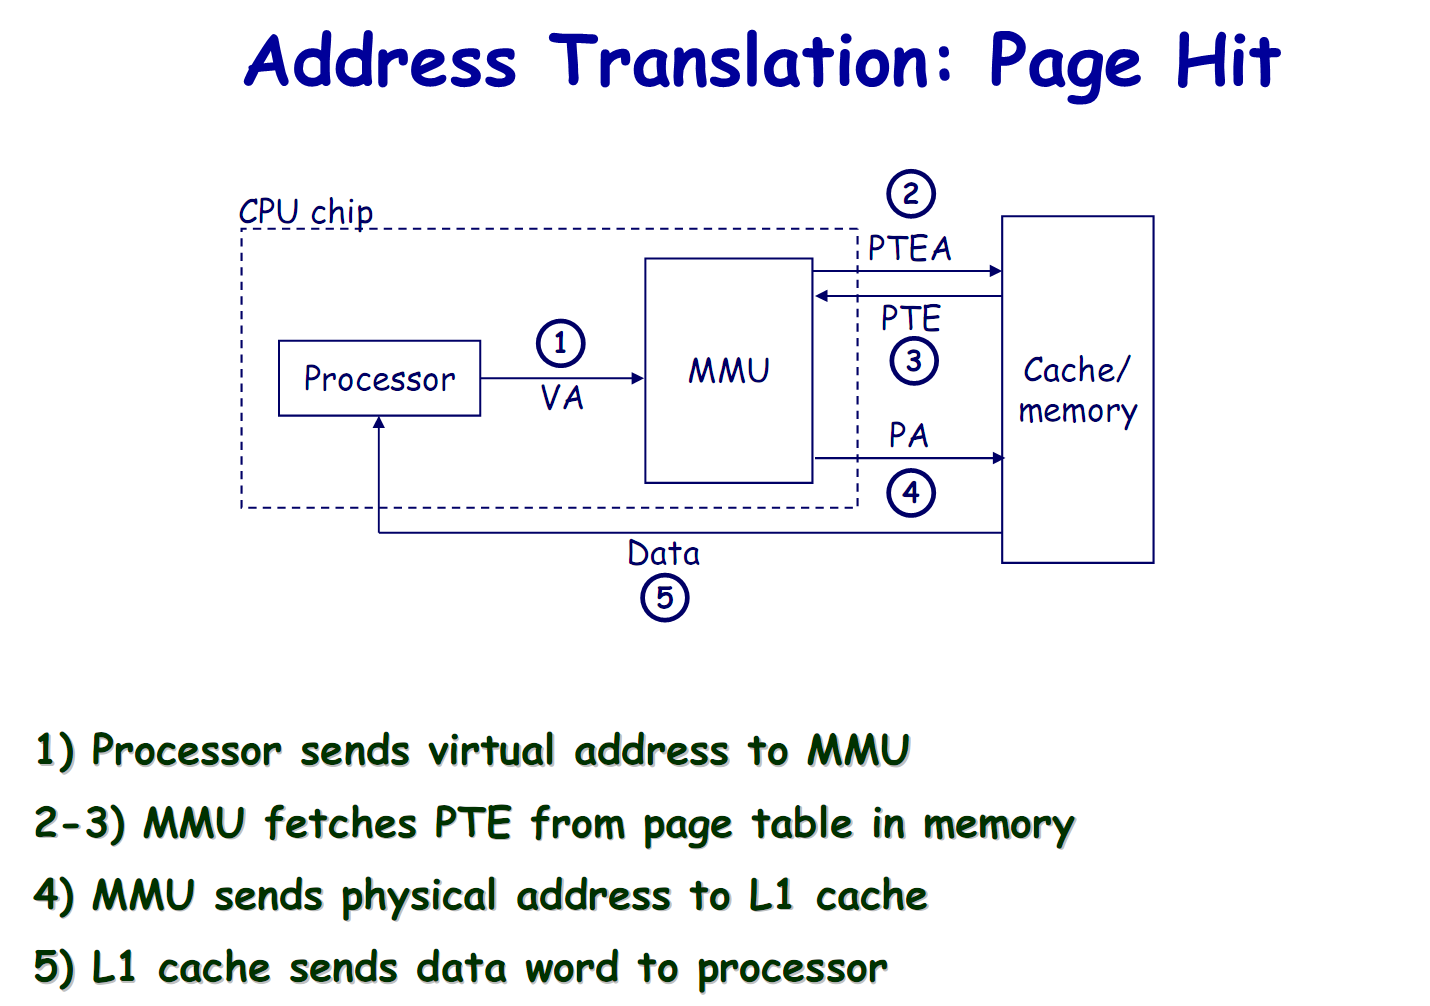 Address Translation: Page Hit
CPU chip
2
PTEA
PTE
3
1
VA
Processor
MMU
Cache/
memory
PA
4
Data
5
1) Processor sends virtual address to MMU
2-3) MMU fetches PTE from page table in memory
4) MMU sends physical address to L1 cache
5) L1 cache sends data word to processor